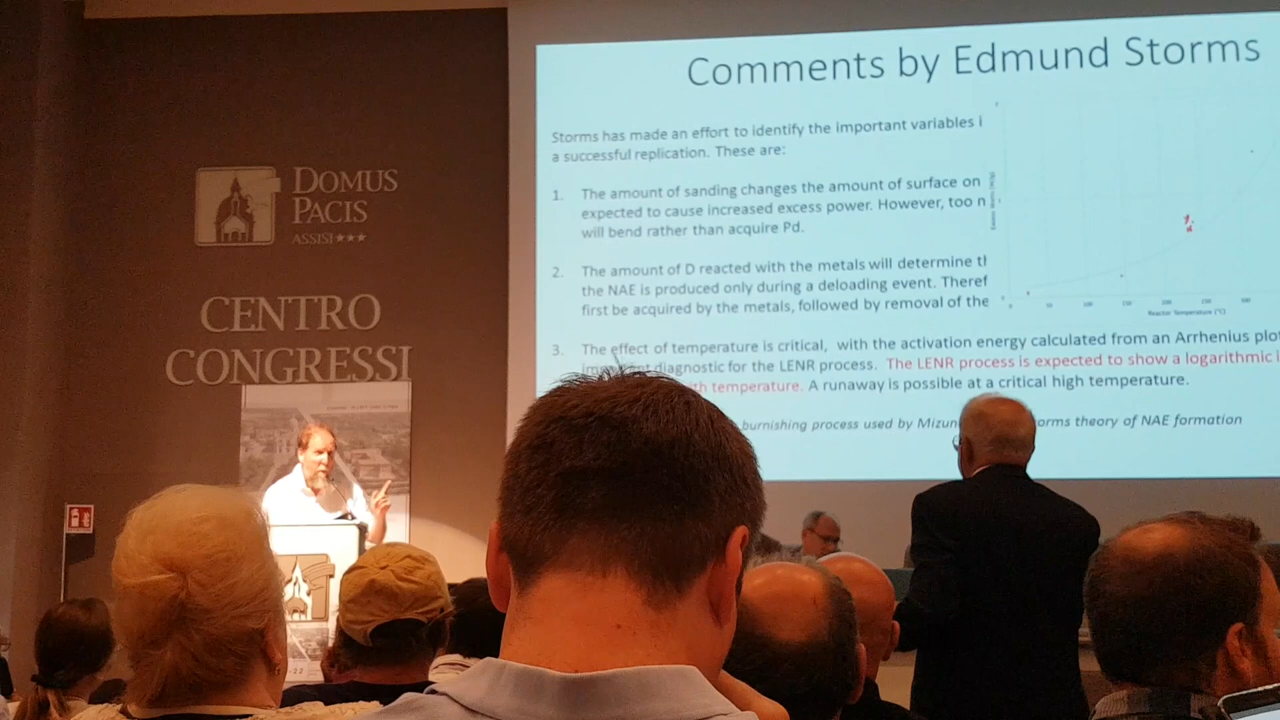 DOMUS
PACIS
ASSISI★★★
CENTRO
CONGRESSI
Comments by Edmund Storms
Storms has made an effort to identify the important variables i
a successful replication. These are:
1. The amount of sanding changes the amount of surface on
expected to cause increased excess power. However, too n
will bend rather than acquire Pd.
2. The amount of D reacted with the metals will determine th
the NAE is produced only during a deloading event. Theref
first be acquired by the metals, followed by removal of the
3. The effect of temperature is critical, with the activation energy calculated from an Arrhenius plo
diagnostic for the LENR process. The LENR process is expected to show a logarithmic
with temperature. A runaway is possible at a critical high temperature.
burnishing process used by Mizun orms theory of NAE formation
Reactor Temperature (°C)